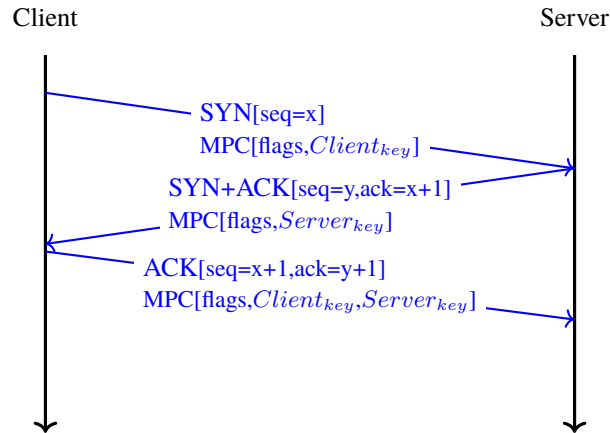 Client
Server
SYN[seq=x]
MPC[flags,Client_key]
SYN+ACK[seq=y,ack=x+1]
MPC[flags,Server_key]
ACK[seq=x+1,ack=y+1]
MPC[flags,Client_key,Server_key]